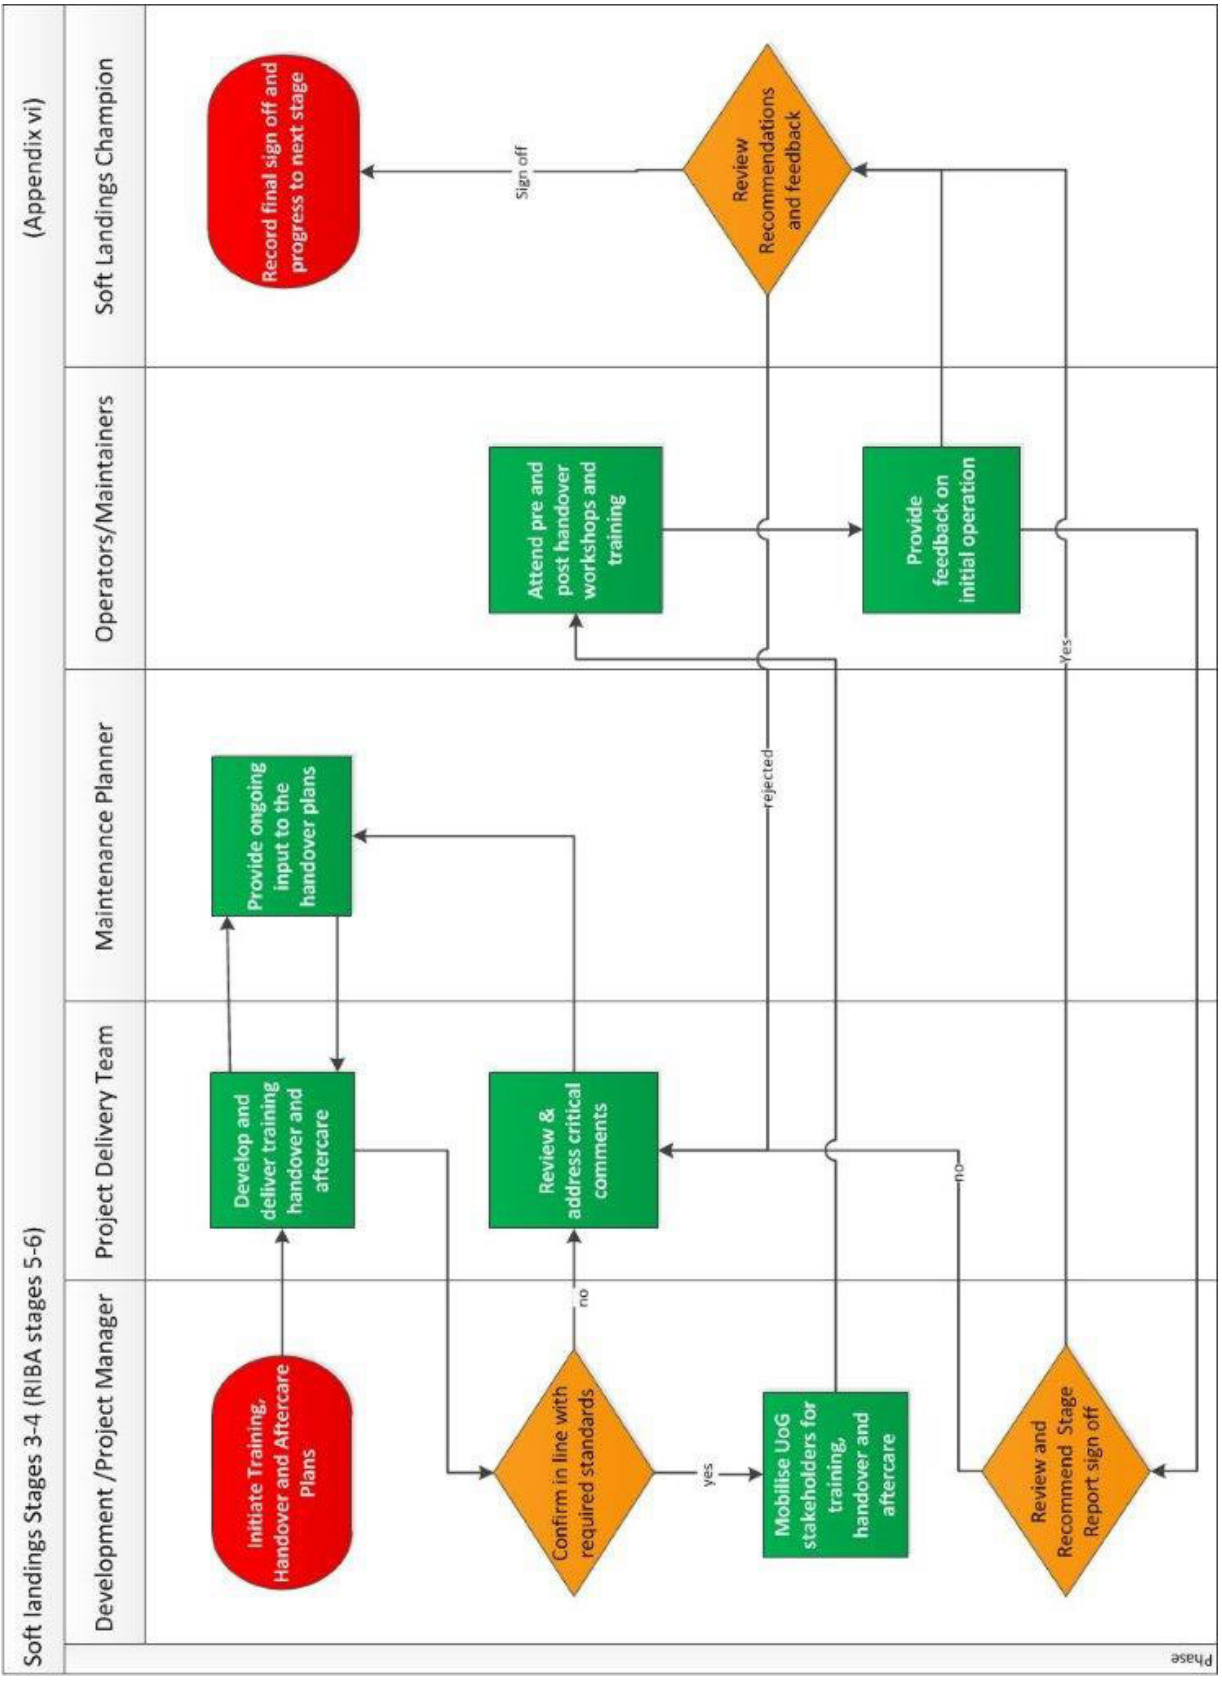 Soft landings Stages 3-4 (RIBA stages 5-6)
(Appendix vi)
Development /Project Manager
Project Delivery Team
Maintenance Planner
Operators/Maintainers
Soft Landings Champion
Phase
Initiate Training,
Handover and Aftercare
Plans
Develop and
deliver training
handover and
aftercare
Provide ongoing
input to the
handover plans
Record final sign off and
progress to next stage
Confirm in line with
required standards
no
Review &
address critical
comments
Attend pre and
post handover
workshops and
training
Sign off
yes
Mobilise UoG
stakeholders for
training,
handover and
aftercare
rejected
Review
Recommendations
and feedback
Provide
feedback on
initial operation
no
Review and
Recommend Stage
Report sign off
Yes